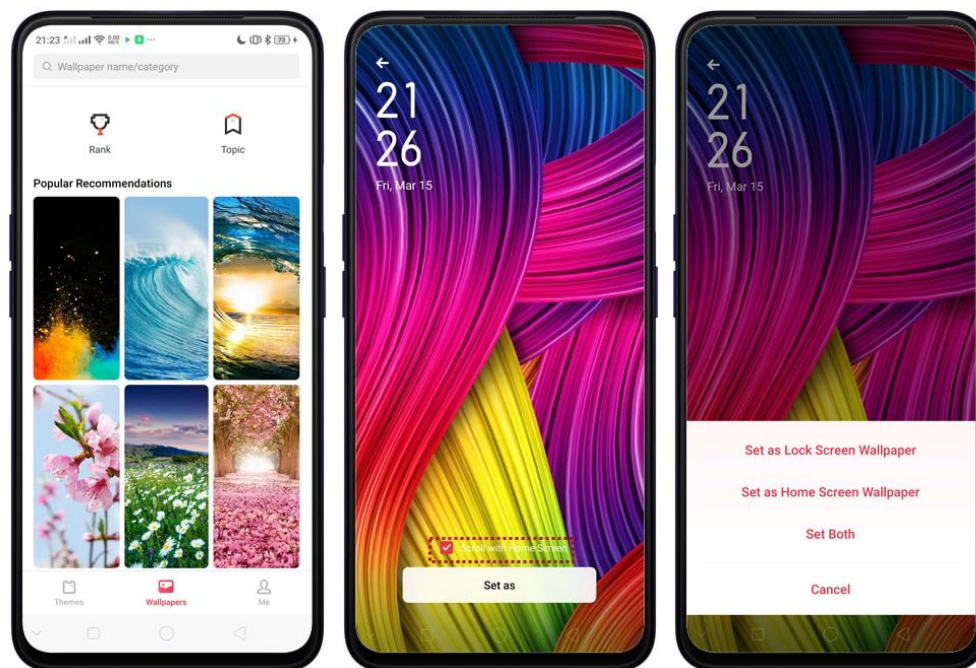 21:23
Wallpaper name/category
Rank
Topic
Popular Recommendations
Themes
Wallpapers
Me
21
26
Fri, Mar 15
Scroll with Home Screen
Set as
21
26
Fri, Mar 15
Set as Lock Screen Wallpaper
Set as Home Screen Wallpaper
Set Both
Cancel